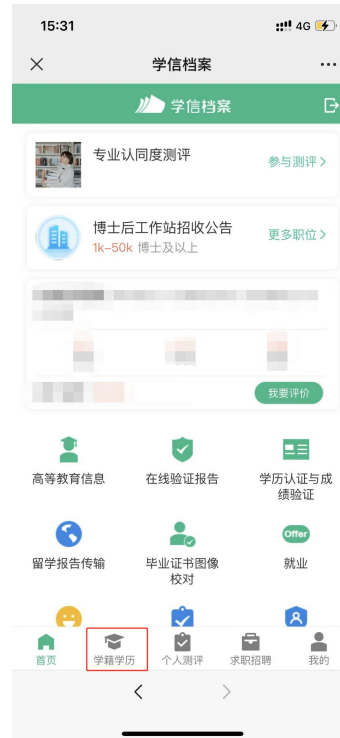 15:31
4G
学信档案
学信档案
专业认同度测评
参与测评
博士后工作站招收公告
1k-50k 博士及以上
更多职位
我要评价
高等教育信息
在线验证报告
学历认证与成
绩验证
留学报告传输
毕业证书图像
校对
Offer
就业
首页
学籍学历
个人测评
求职招聘
我的